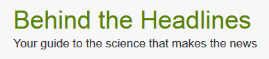 Behind the Headlines
Your guide to the science that makes the news